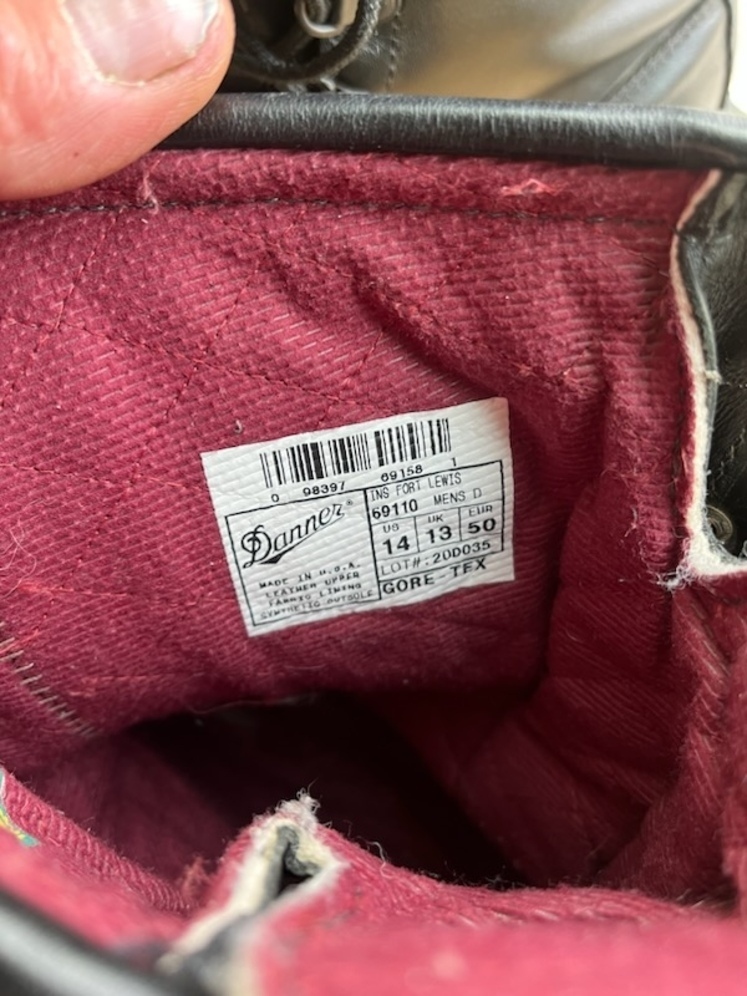 0 98397 69158 1
Danner®
INS FORT LEWIS
69110 MENS D
US UK EUR
14 13 50
LOT#: 20D035
GORE-TEX
MADE IN U.S.A.
LEATHER UPPER
FABRIC LINING
SYNTHETIC OUTSOLE